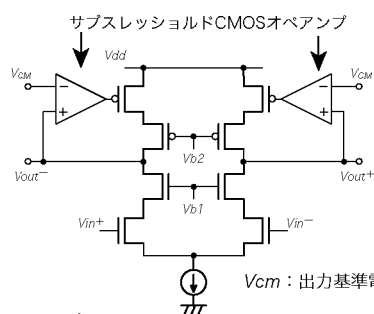 サブスレッショルドCMOSオペアンプ
Vdd
VCM
VCM
−
−
+
+
Vb2
Vout−
Vout+
Vb1
Vin+
Vin−
Vcm：出力基準電